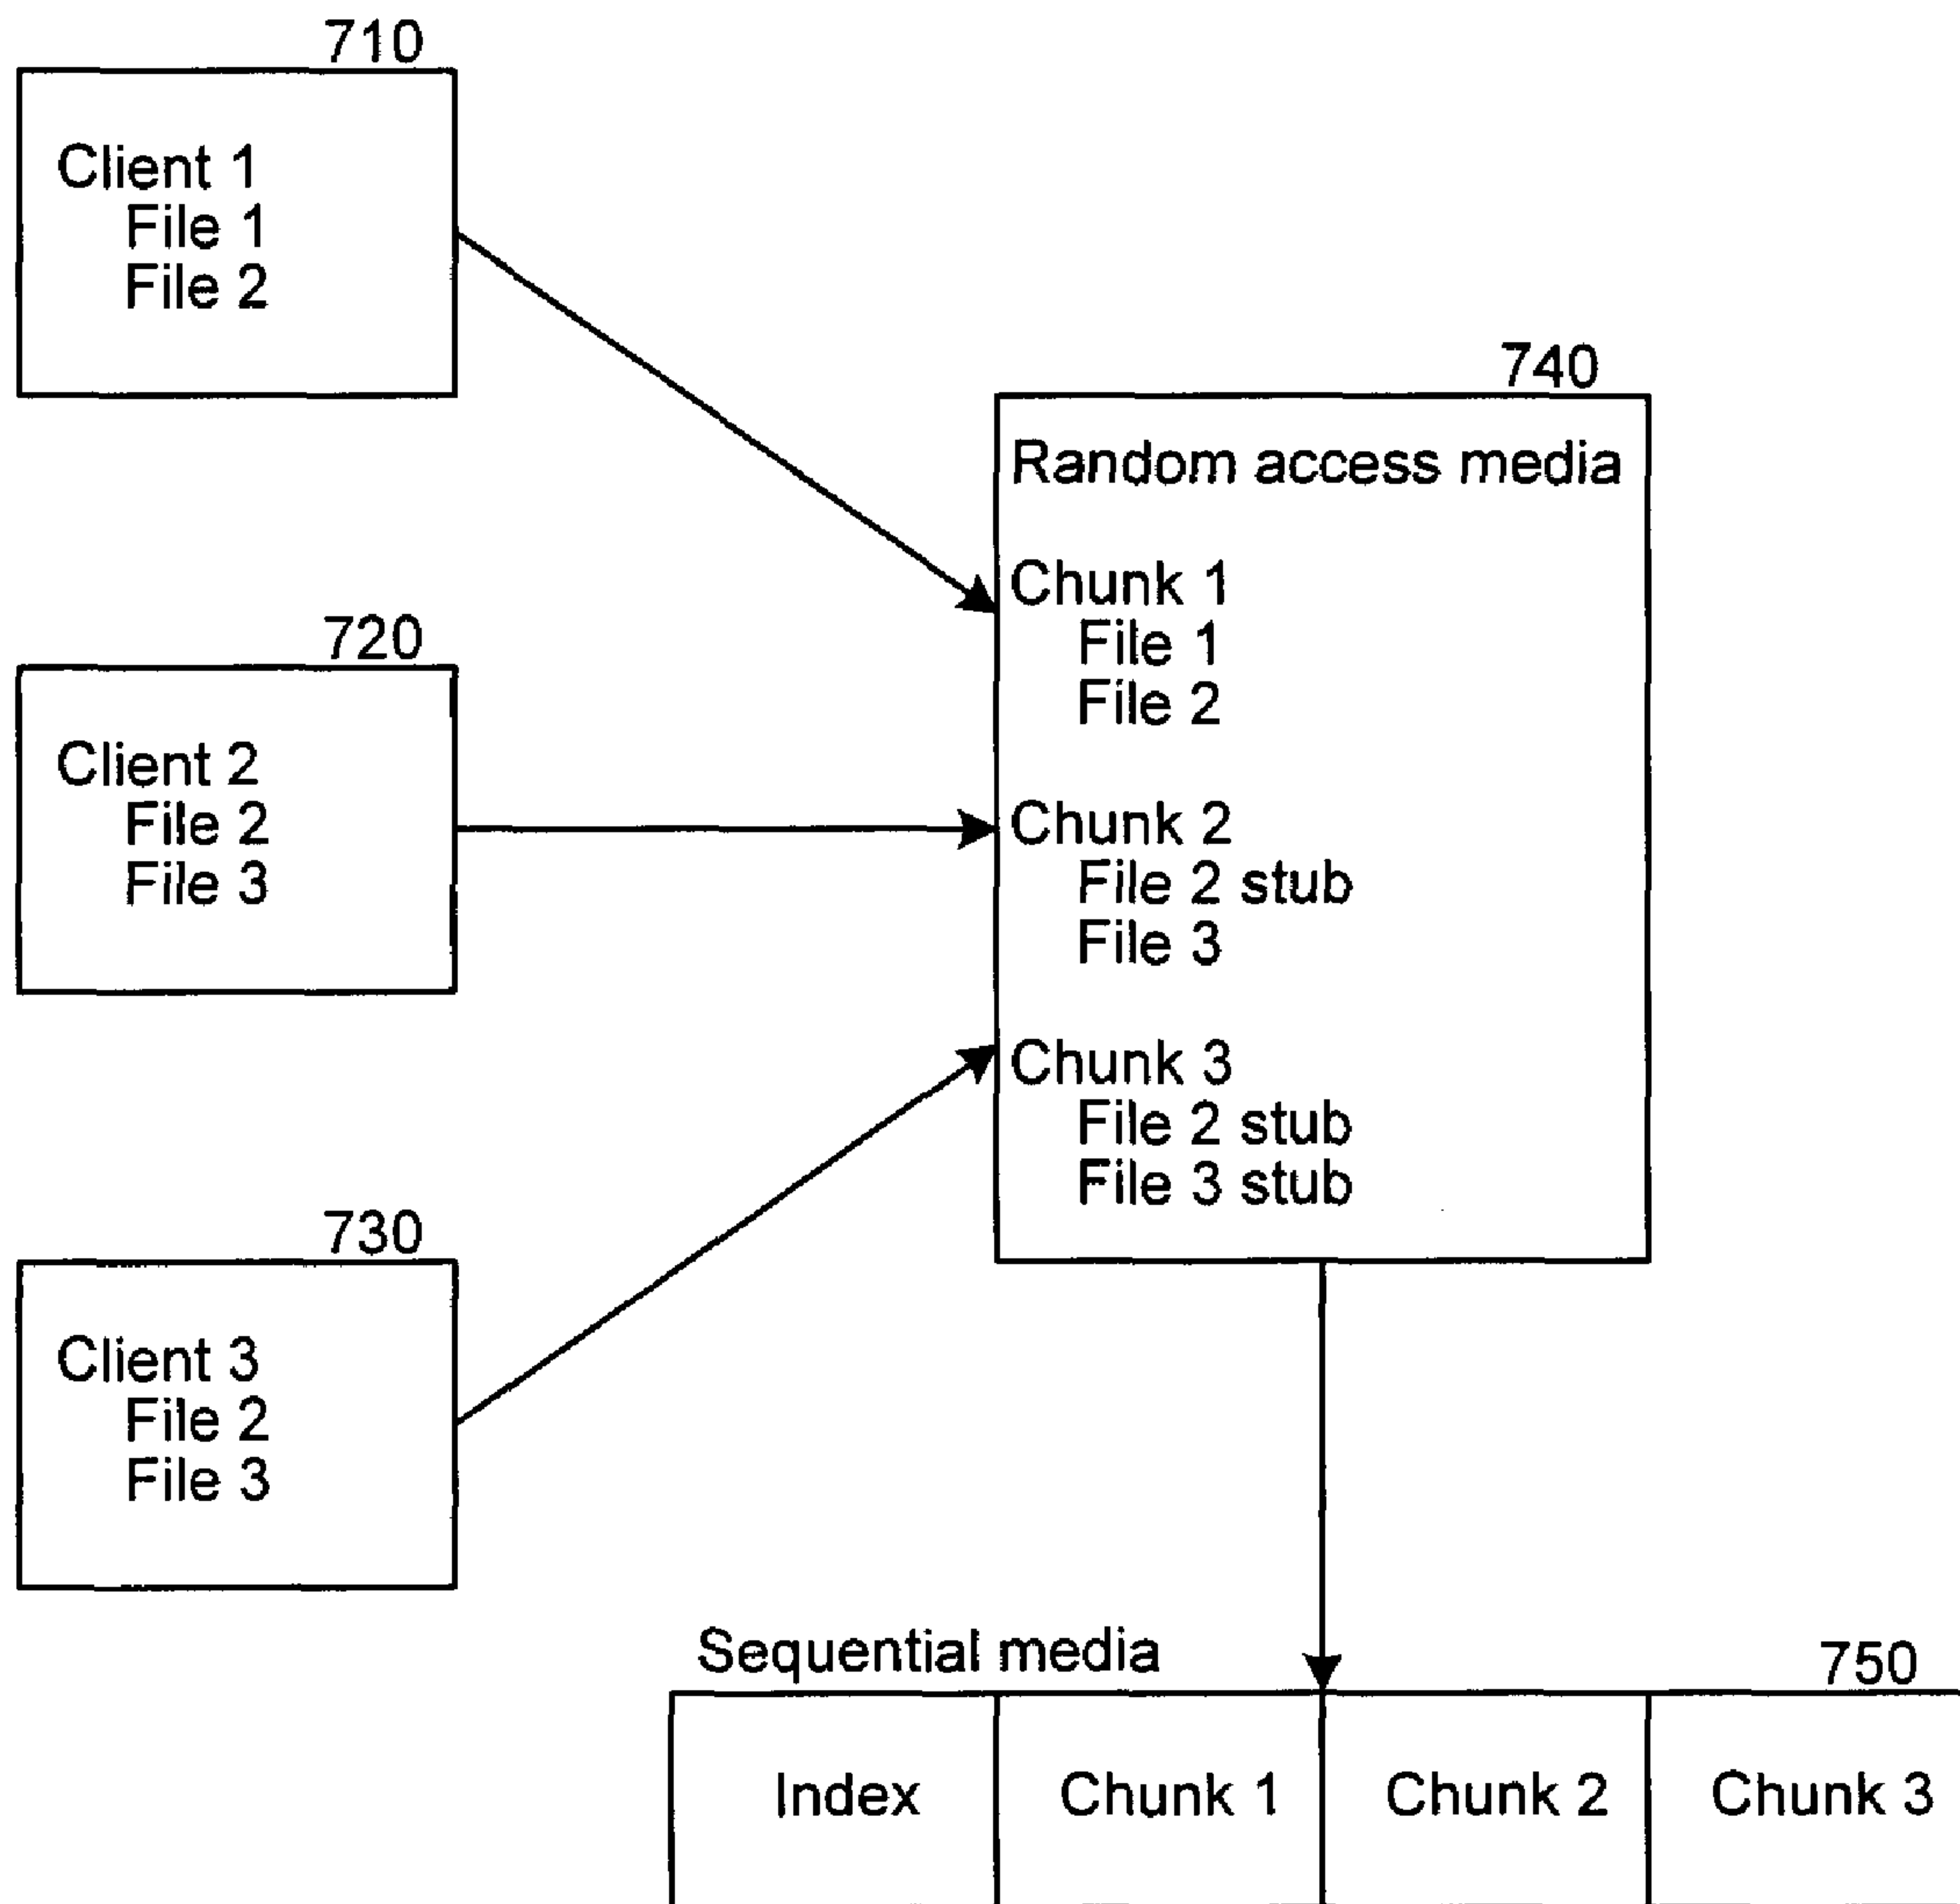 710
Client 1
File 1
File 2
720
Client 2
File 2
File 3
730
Client 3
File 2
File 3
740
Random access media
Chunk 1
File 1
File 2
Chunk 2
File 2 stub
File 3
Chunk 3
File 2 stub
File 3 stub
Sequential media
750
Index
Chunk 1
Chunk 2
Chunk 3